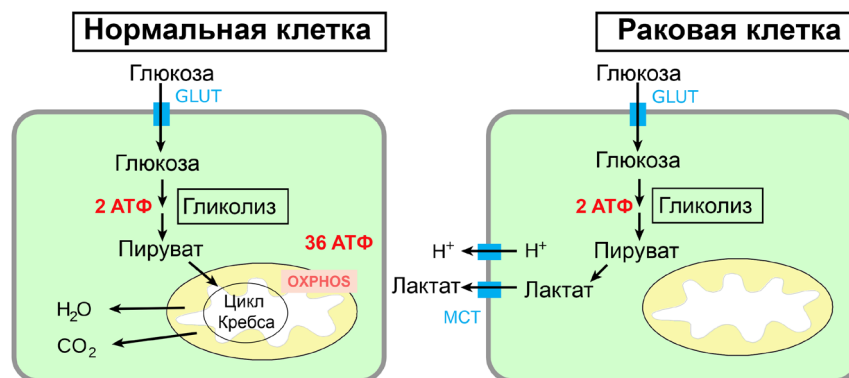 Нормальная клетка
Глюкоза
GLUT
Глюкоза
2 АТФ
Гликолиз
Пируват
36 АТФ
OXPHOS
Цикл
Кребса
H₂O
CO₂
Раковая клетка
Глюкоза
GLUT
Глюкоза
2 АТФ
Гликолиз
Пируват
H⁺
H⁺
Лактат
Лактат
MCT